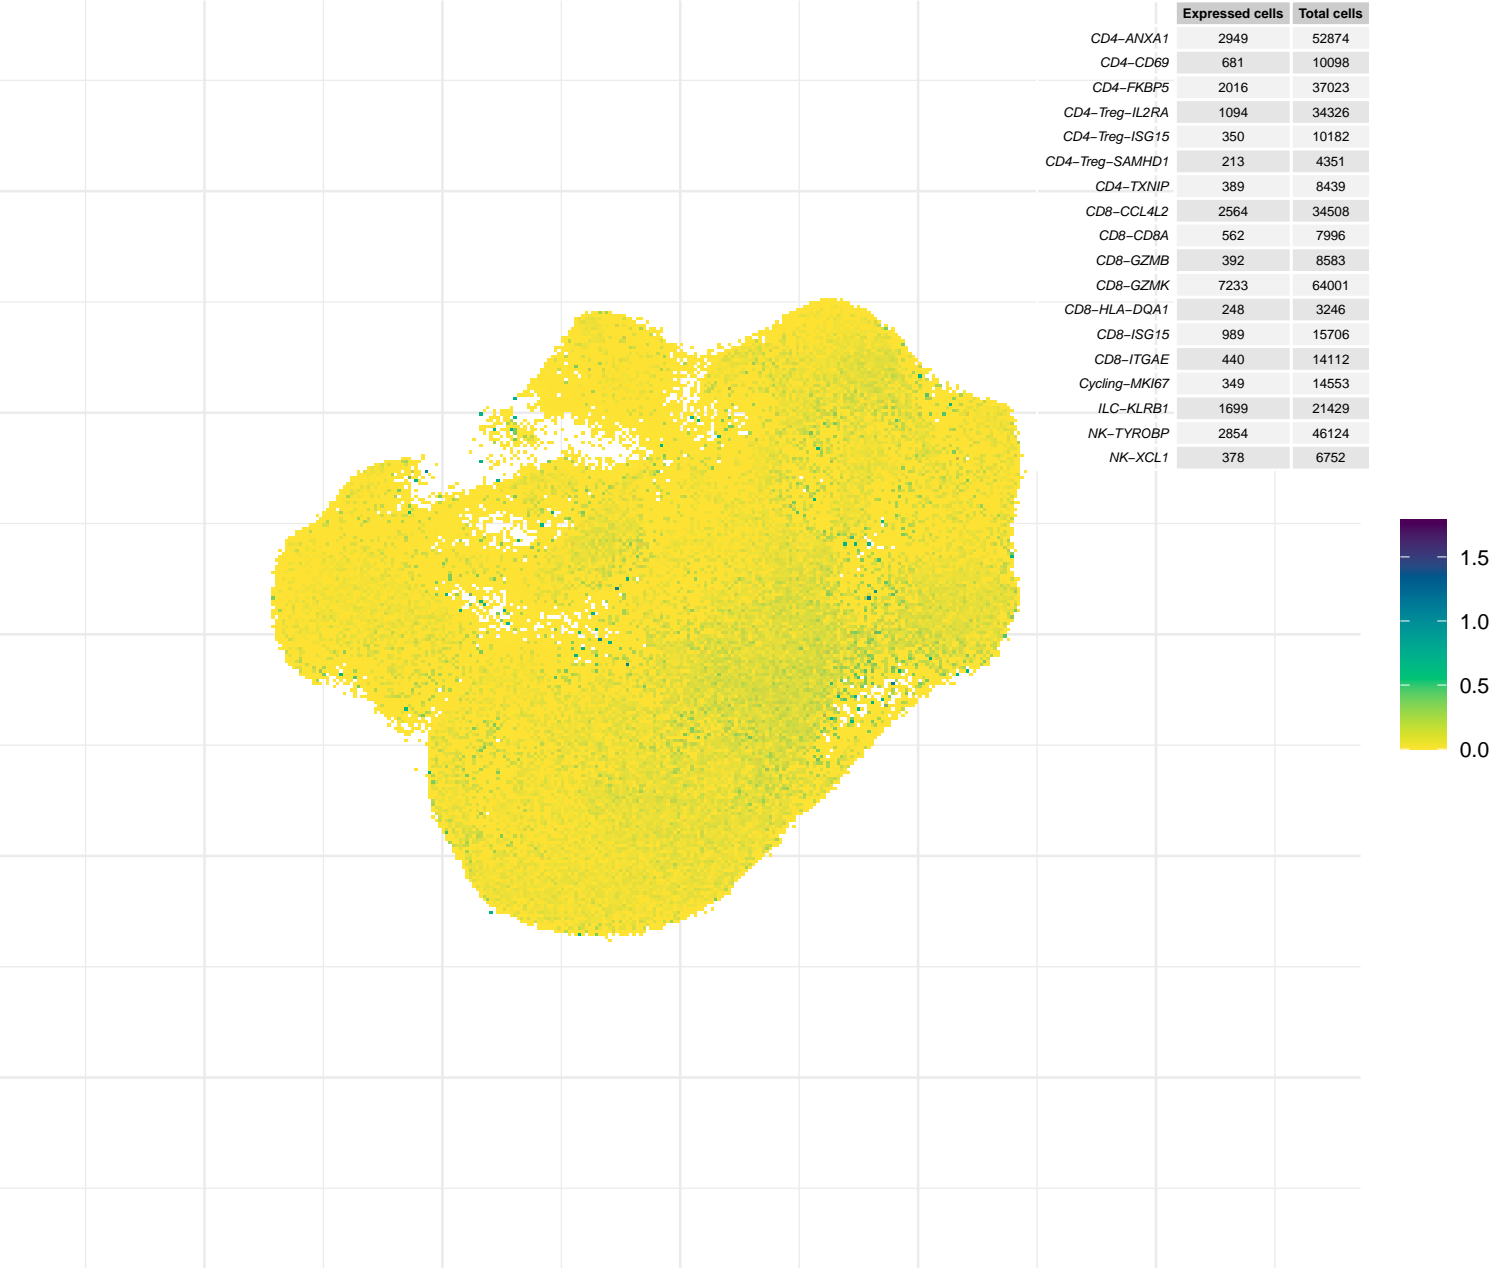 Expressed cells Total cells
CD4−ANXA1 2949 52874
CD4−CD69 681 10098
CD4−FKBP5 2016 37023
CD4−Treg−IL2RA 1094 34326
CD4−Treg−ISG15 350 10182
CD4−Treg−SAMHD1 213 4351
CD4−TXNIP 389 8439
CD8−CCL4L2 2564 34508
CD8−CD8A 562 7996
CD8−GZMB 392 8583
CD8−GZMK 7233 64001
CD8−HLA−DQA1 248 3246
CD8−ISG15 989 15706
CD8−ITGAE 440 14112
Cycling−MKI67 349 14553
ILC−KLRB1 1699 21429
NK−TYROBP 2854 46124
NK−XCL1 378 6752
1.5
1.0
0.5
0.0